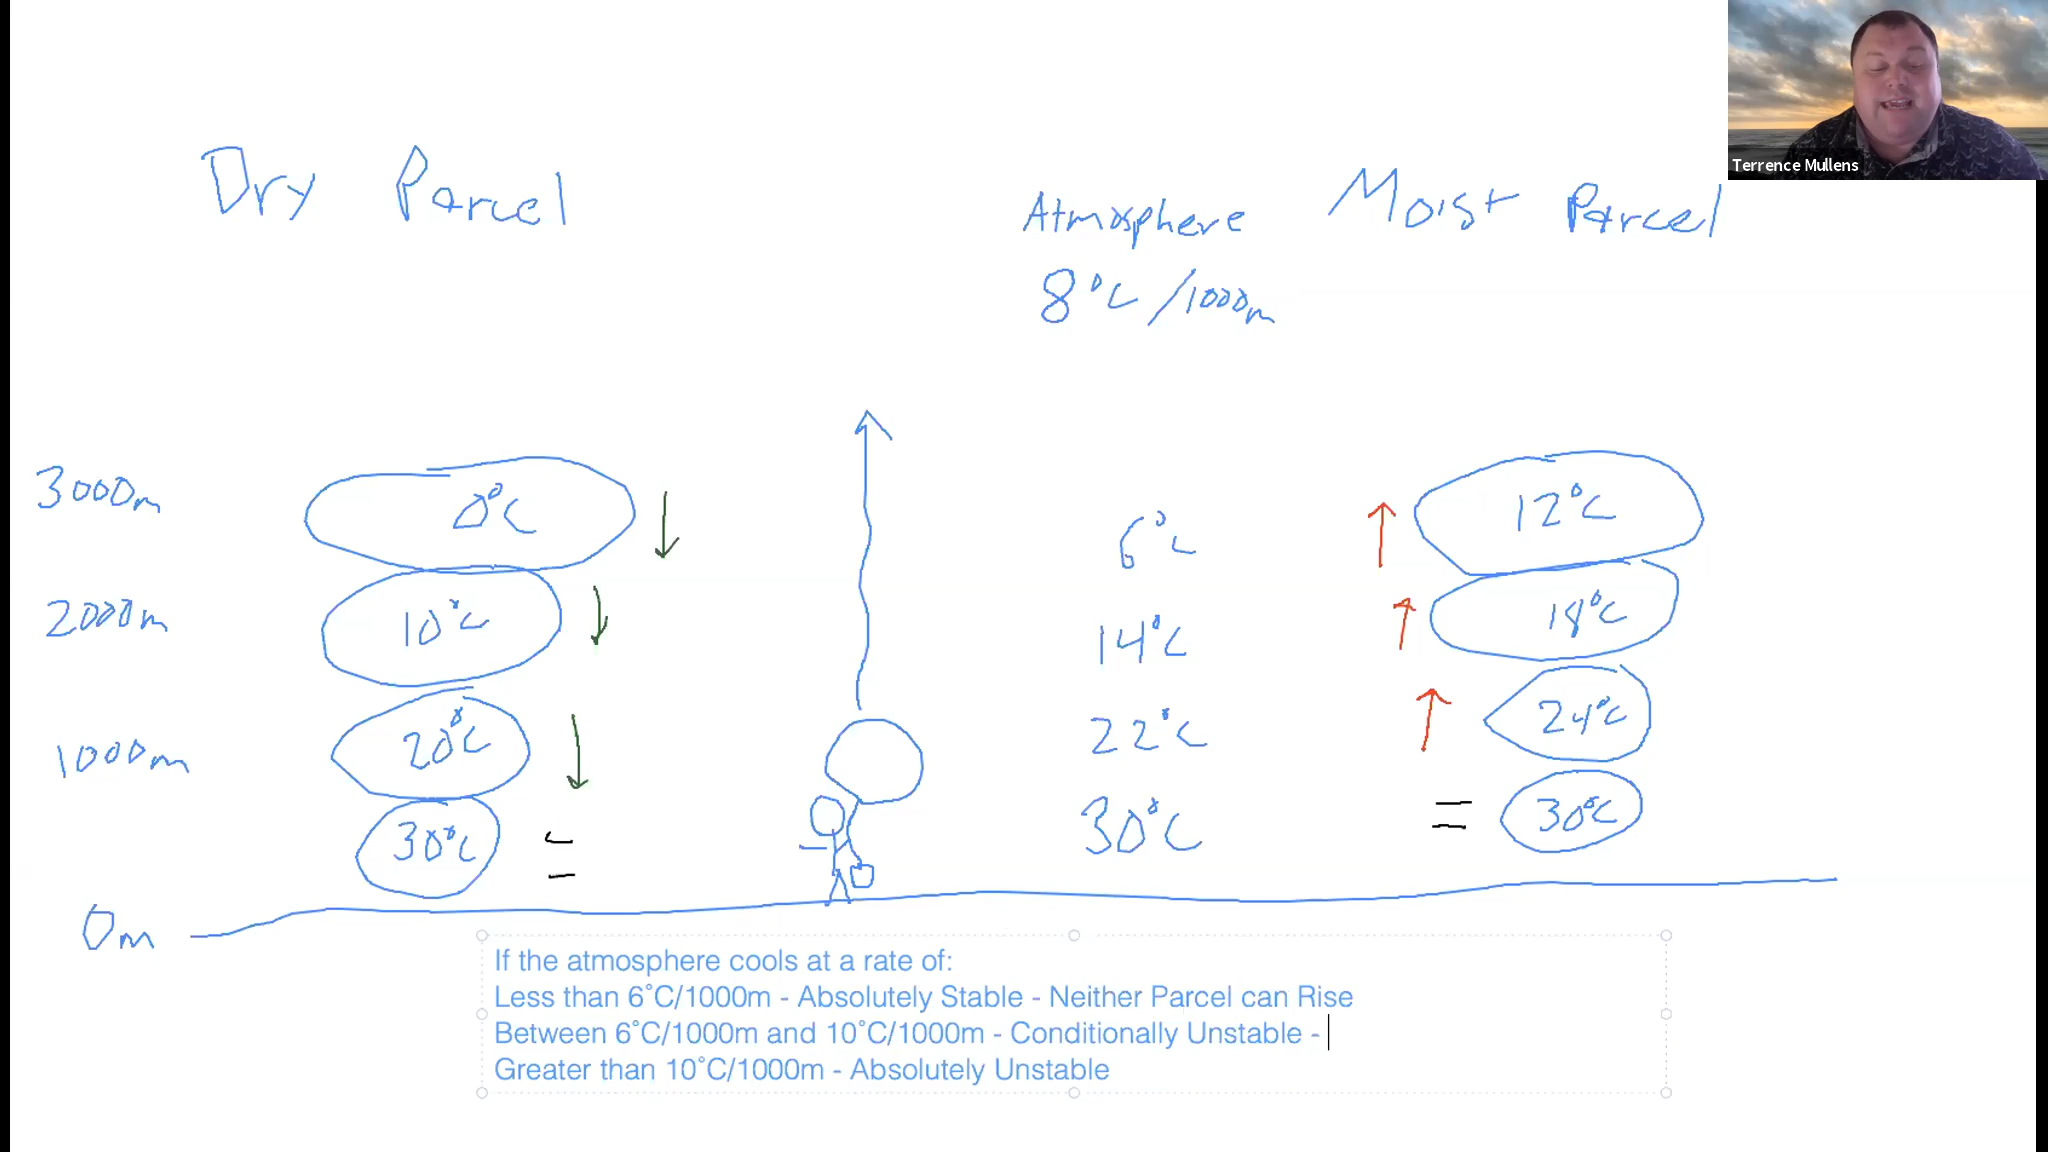 Terrence Mullens
Dry Parcel
Atmosphere
8°C/1000m
Moist Parcel
3000m
0°C
6°C
12°C
2000m
10°C
14°C
18°C
1000m
20°C
22°C
24°C
30°C
=
30°C
=
30°C
0m
If the atmosphere cools at a rate of:
Less than 6°C/1000m - Absolutely Stable - Neither Parcel can Rise
Between 6°C/1000m and 10°C/1000m - Conditionally Unstable -
Greater than 10°C/1000m - Absolutely Unstable